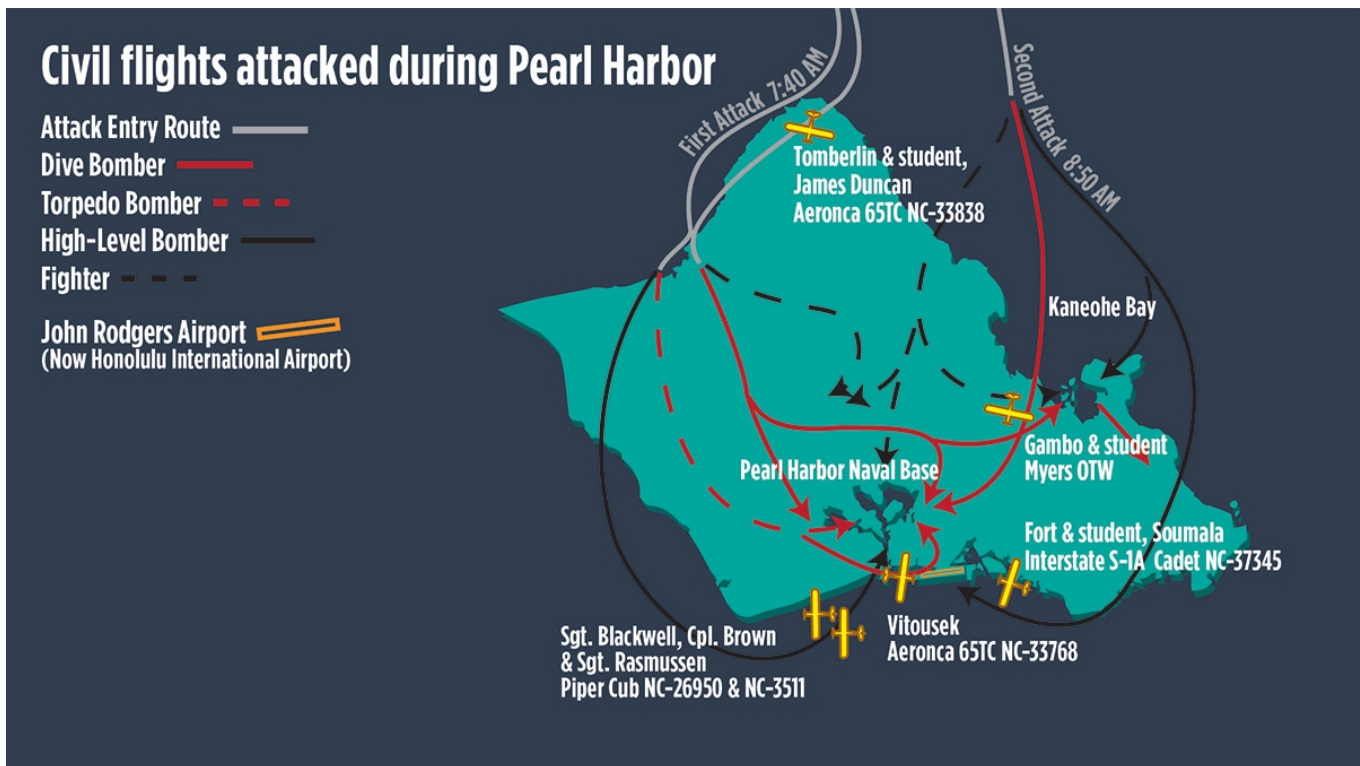 Civil flights attacked during Pearl Harbor
Attack Entry Route
Dive Bomber
Torpedo Bomber
High-Level Bomber
Fighter
John Rodgers Airport
(Now Honolulu International Airport)
First Attack 7:40 AM
Second Attack 8:50 AM
Tomberlin & student,
James Duncan
Aeronca 65TC NC-33838
Kaneohe Bay
Gambo & student
Myers OTW
Pearl Harbor Naval Base
Fort & student, Soumala
Interstate S-1A Cadet NC-37345
Vitousek
Aeronca 65TC NC-33768
Sgt. Blackwell, Cpl. Brown
& Sgt. Rasmussen
Piper Cub NC-26950 & NC-3511